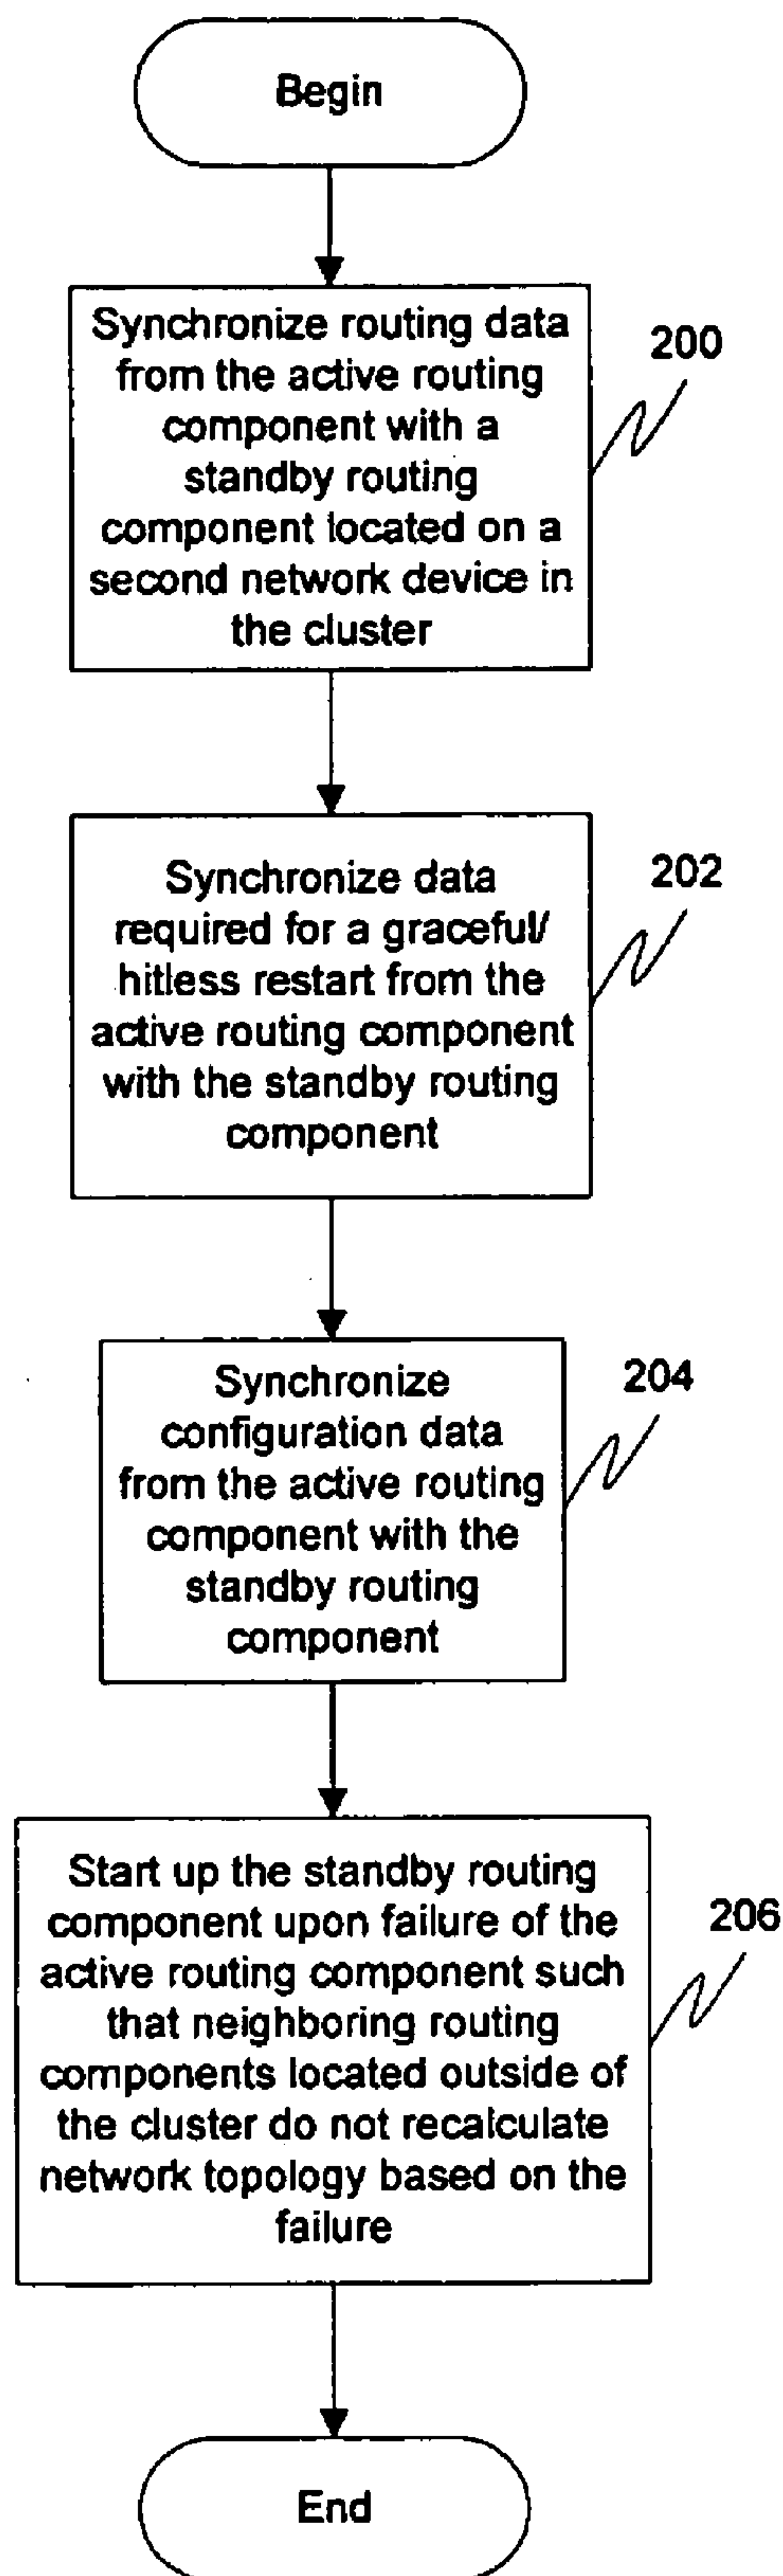 Begin
Synchronize routing data
from the active routing
component with a
standby routing
component located on a
second network device in
the cluster
200
Synchronize data
required for a graceful/
hitless restart from the
active routing component
with the standby routing
component
202
Synchronize
configuration data
from the active routing
component with the
standby routing
component
204
Start up the standby routing
component upon failure of the
active routing component such
that neighboring routing
components located outside of
the cluster do not recalculate
network topology based on the
failure
206
End